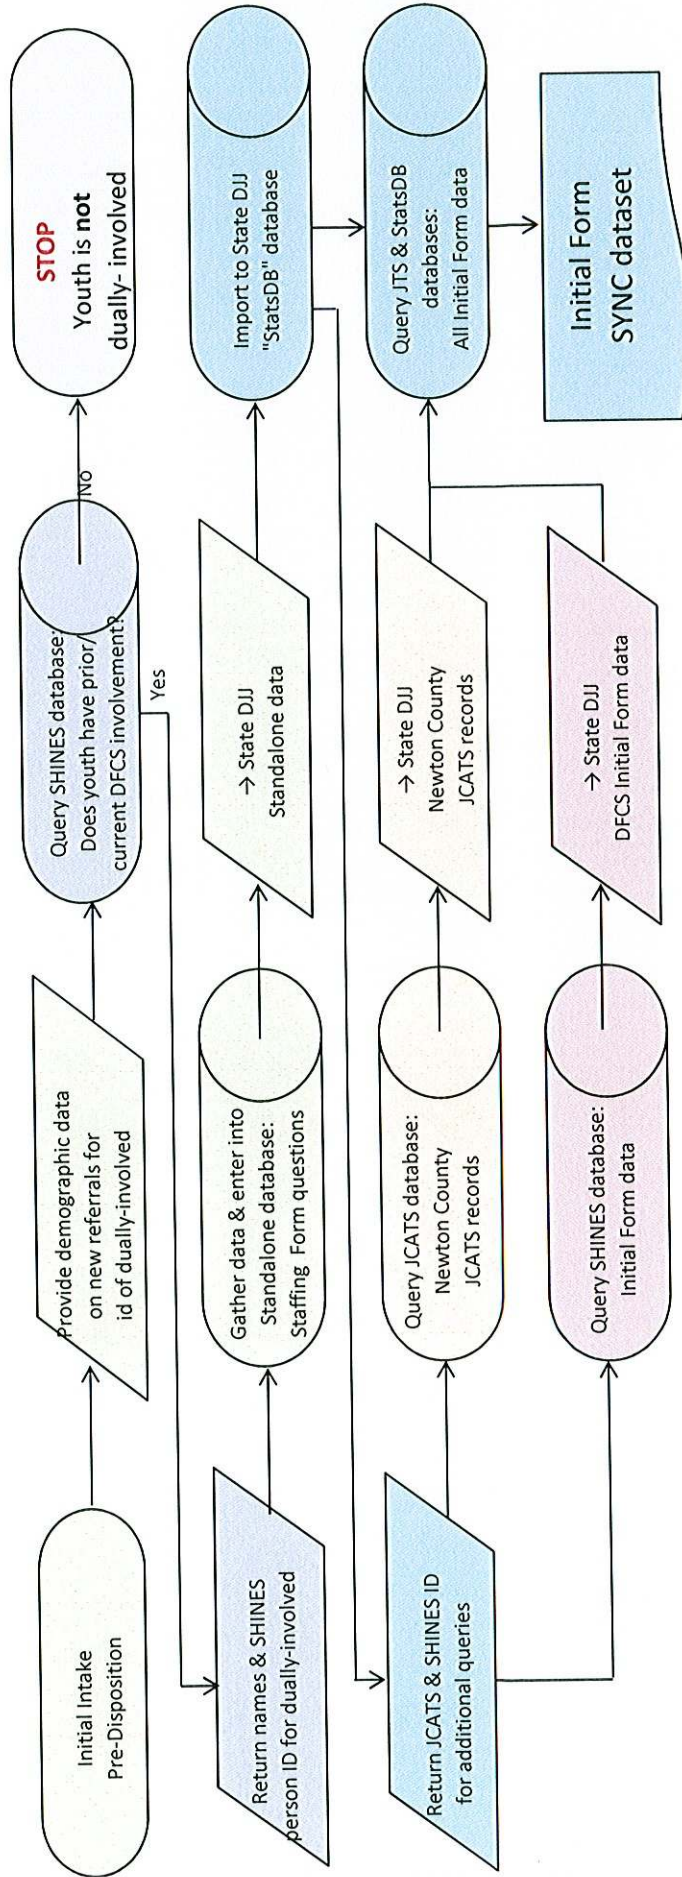 Initial Intake
Pre-Disposition
Provide demographic data
on new referrals for
id of dually-involved
Query SHINES database:
Does youth have prior/
current DFCS involvement?
No
Yes
STOP
Youth is not
dually- involved
Return names & SHINES
person ID for dually-involved
Gather data & enter into
Standalone database:
Staffing Form questions
→ State DJJ
Standalone data
Import to State DJJ
"StatsDB" database
Return JCATS & SHINES ID
for additional queries
Query JCATS database:
Newton County
JCATS records
→ State DJJ
Newton County
JCATS records
Query JTS & StatsDB
databases:
All Initial Form data
Query SHINES database:
Initial Form data
→ State DJJ
DFCS Initial Form data
Initial Form
SYNC dataset